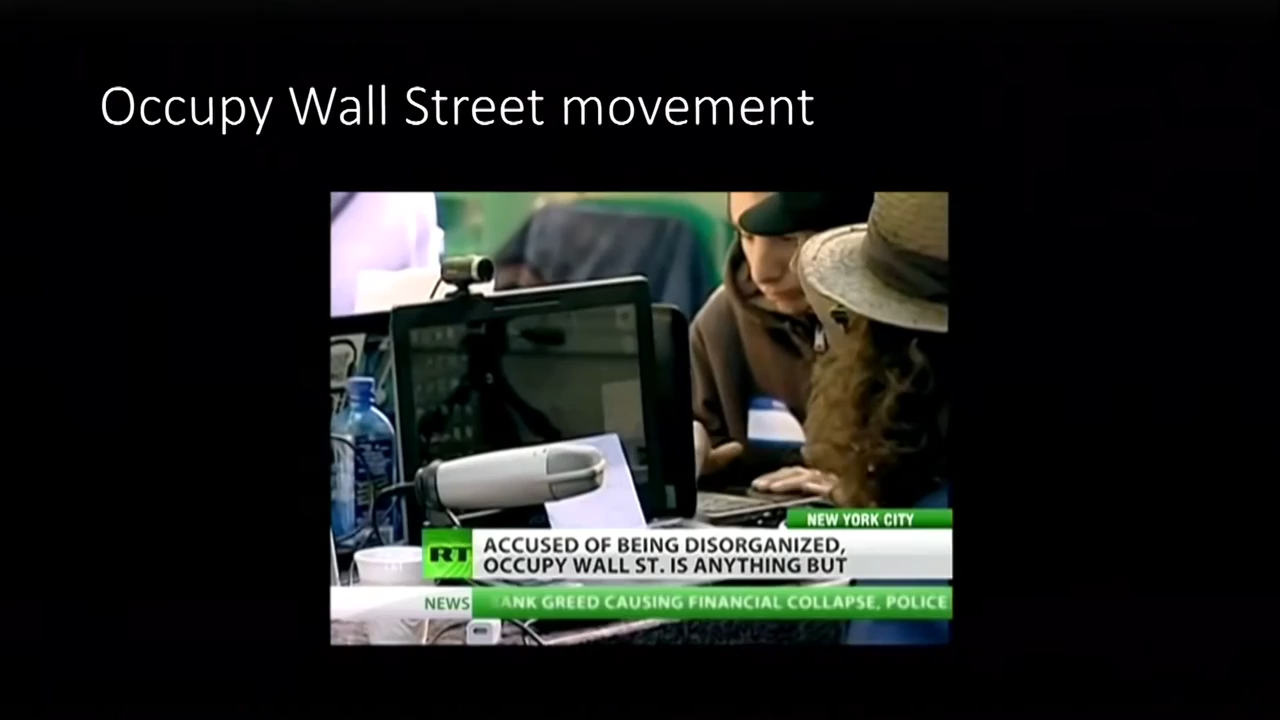 Occupy Wall Street movement
NEW YORK CITY
RT
ACCUSED OF BEING DISORGANIZED,
OCCUPY WALL ST. IS ANYTHING BUT
NEWS
ANK GREED CAUSING FINANCIAL COLLAPSE, POLICE